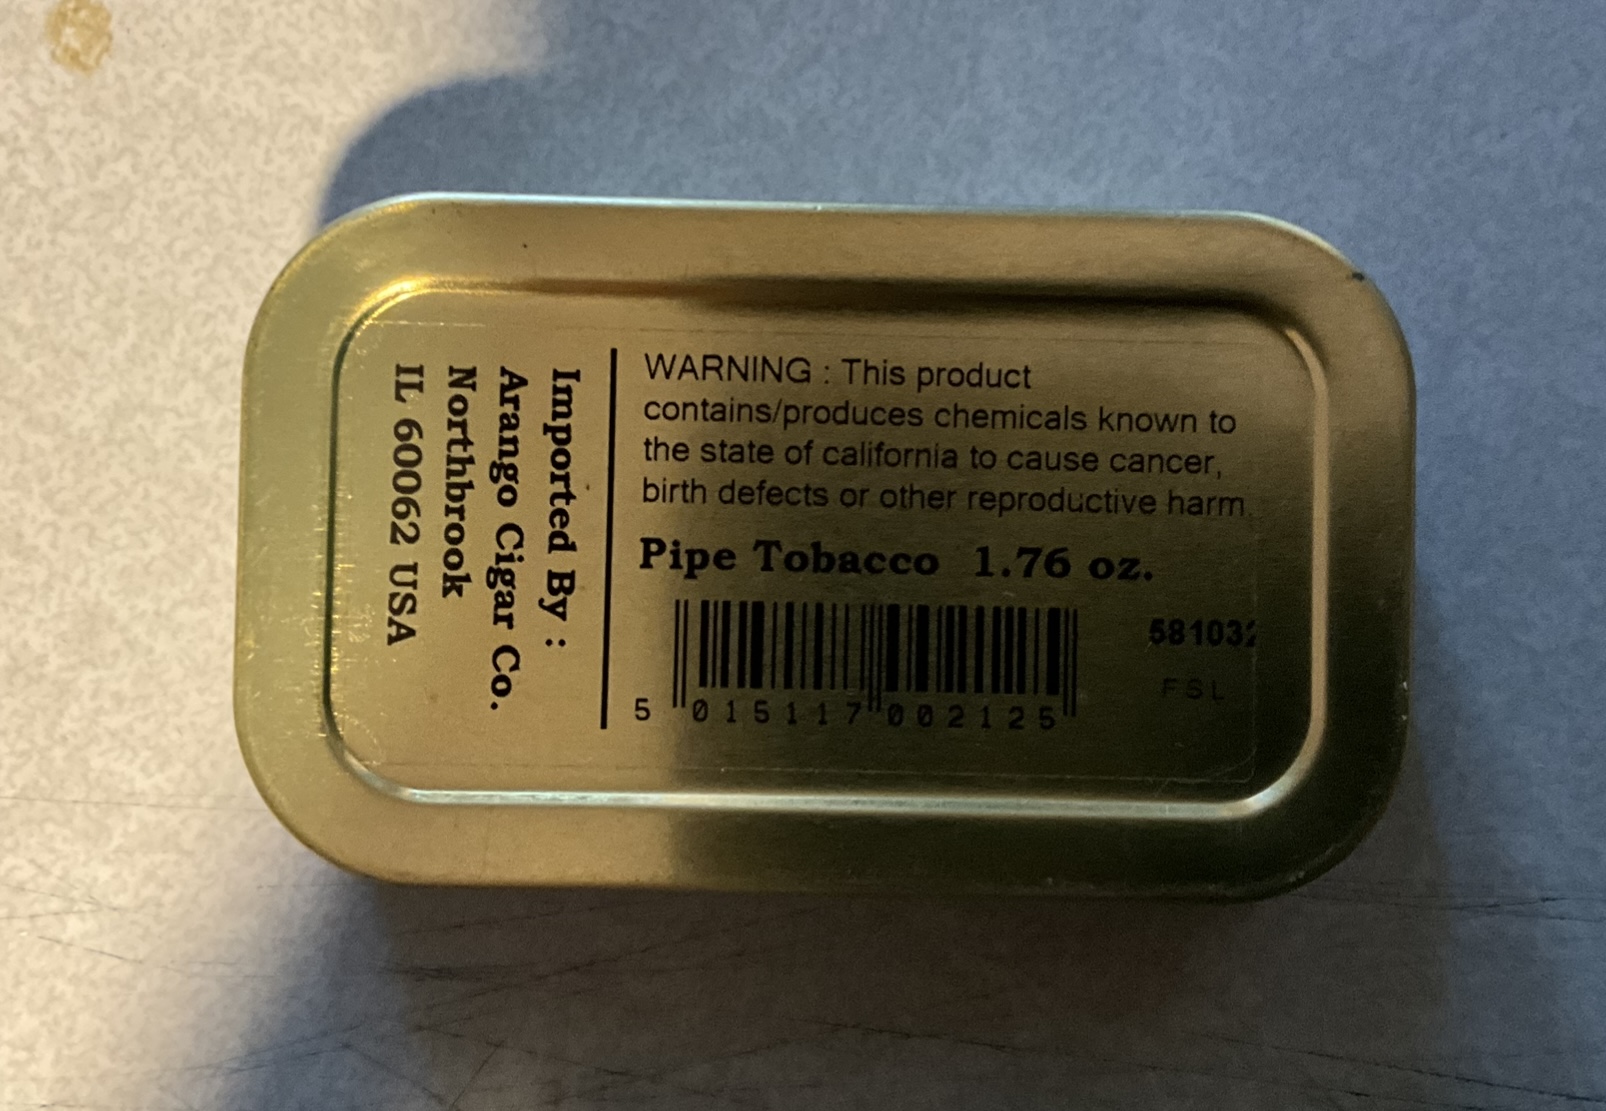 WARNING : This product
contains/produces chemicals known to
the state of california to cause cancer,
birth defects or other reproductive harm.
Pipe Tobacco 1.76 oz.
5 015117 002125
581032
FSL
Imported By :
Arango Cigar Co.
Northbrook
IL 60062 USA